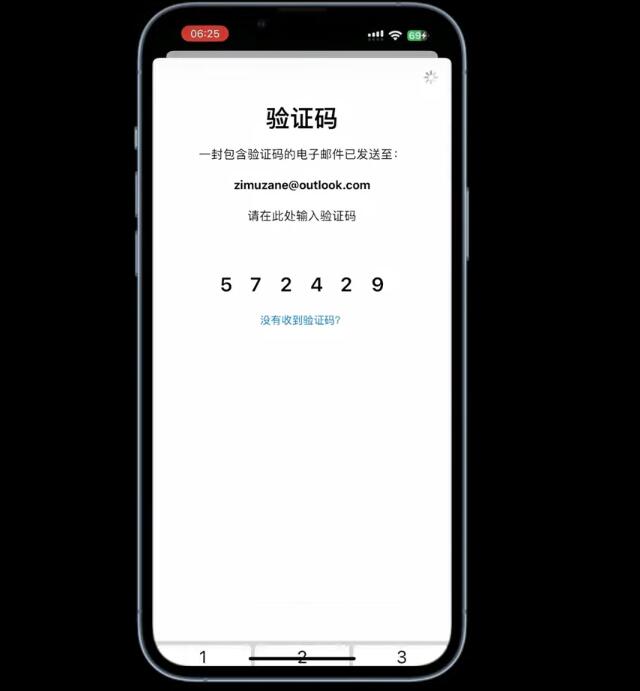 06:25
69
验证码
一封包含验证码的电子邮件已发送至：
zimuzane@outlook.com
请在此处输入验证码
5 7 2 4 2 9
没有收到验证码？
1 2 3